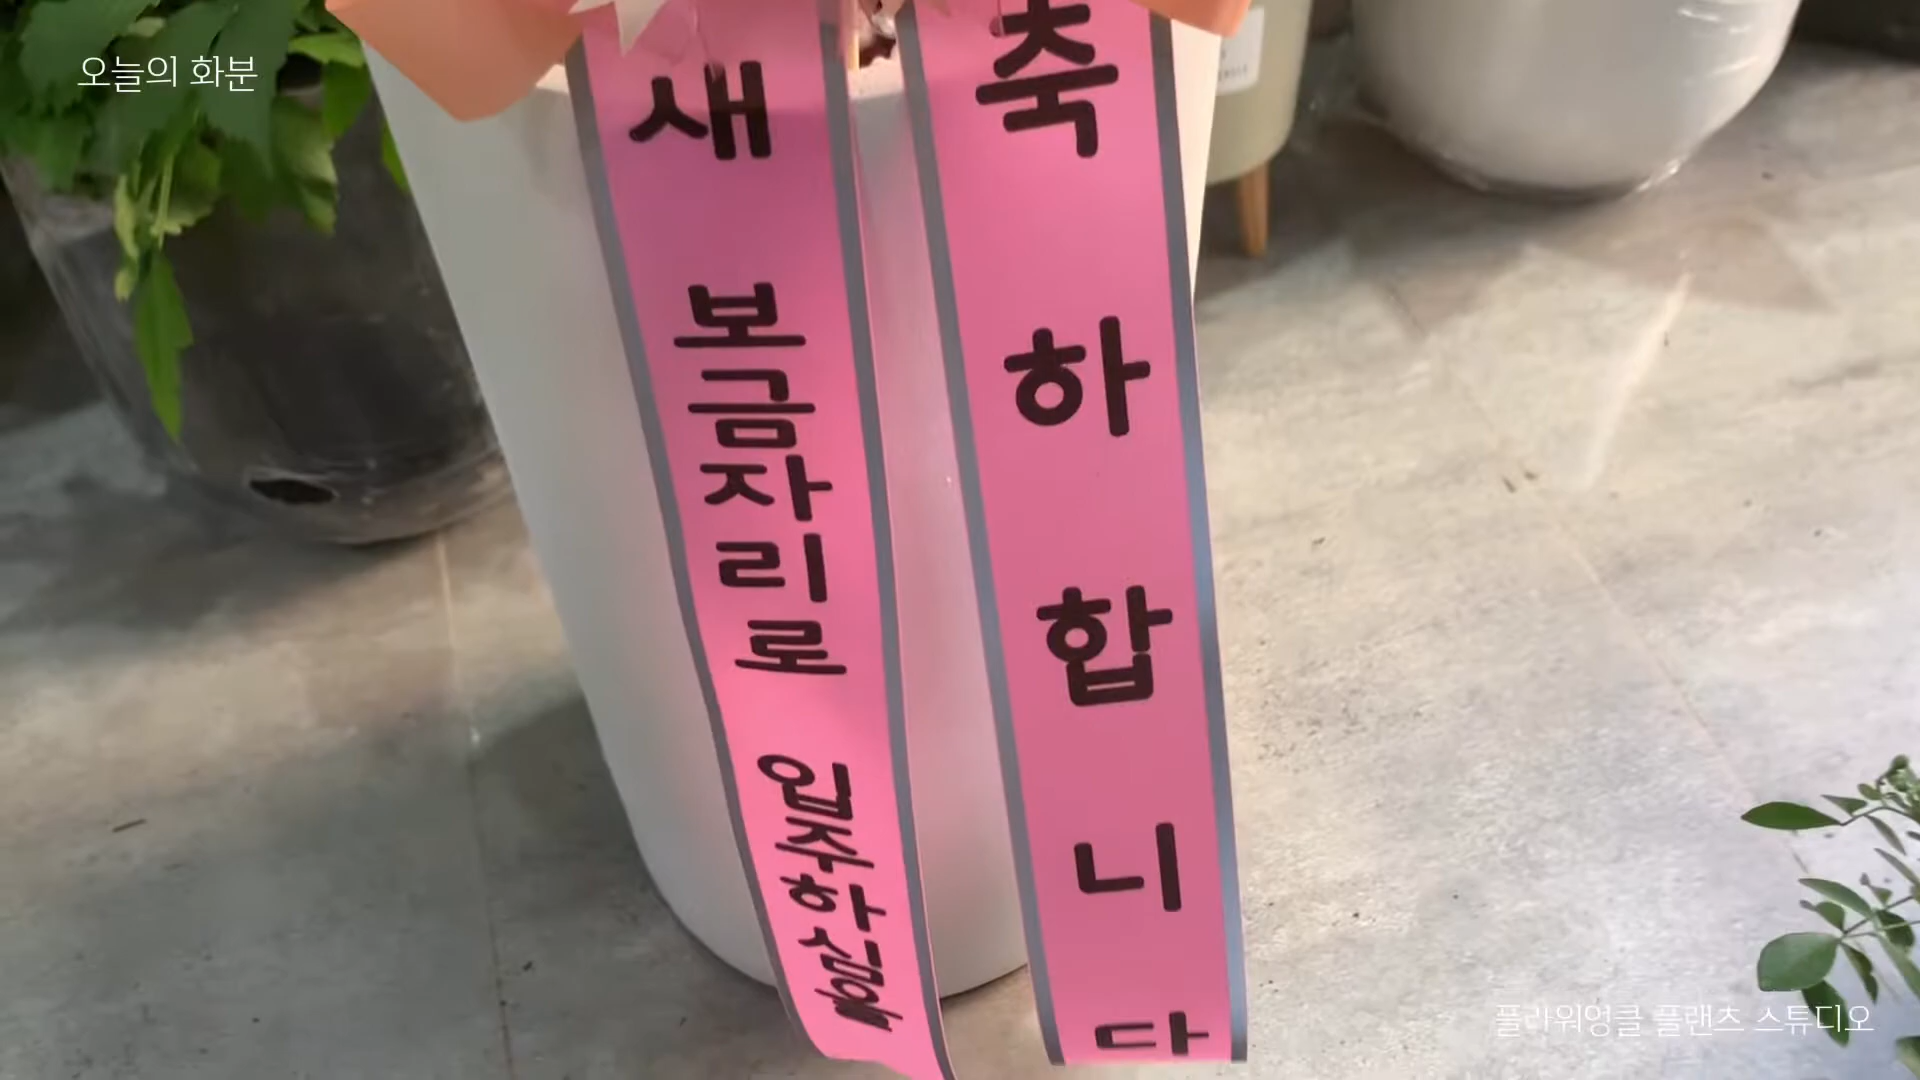 오늘의 화분
새 보금자리로 입주하심을
축하합니다
플라워엉클 플랜츠 스튜디오